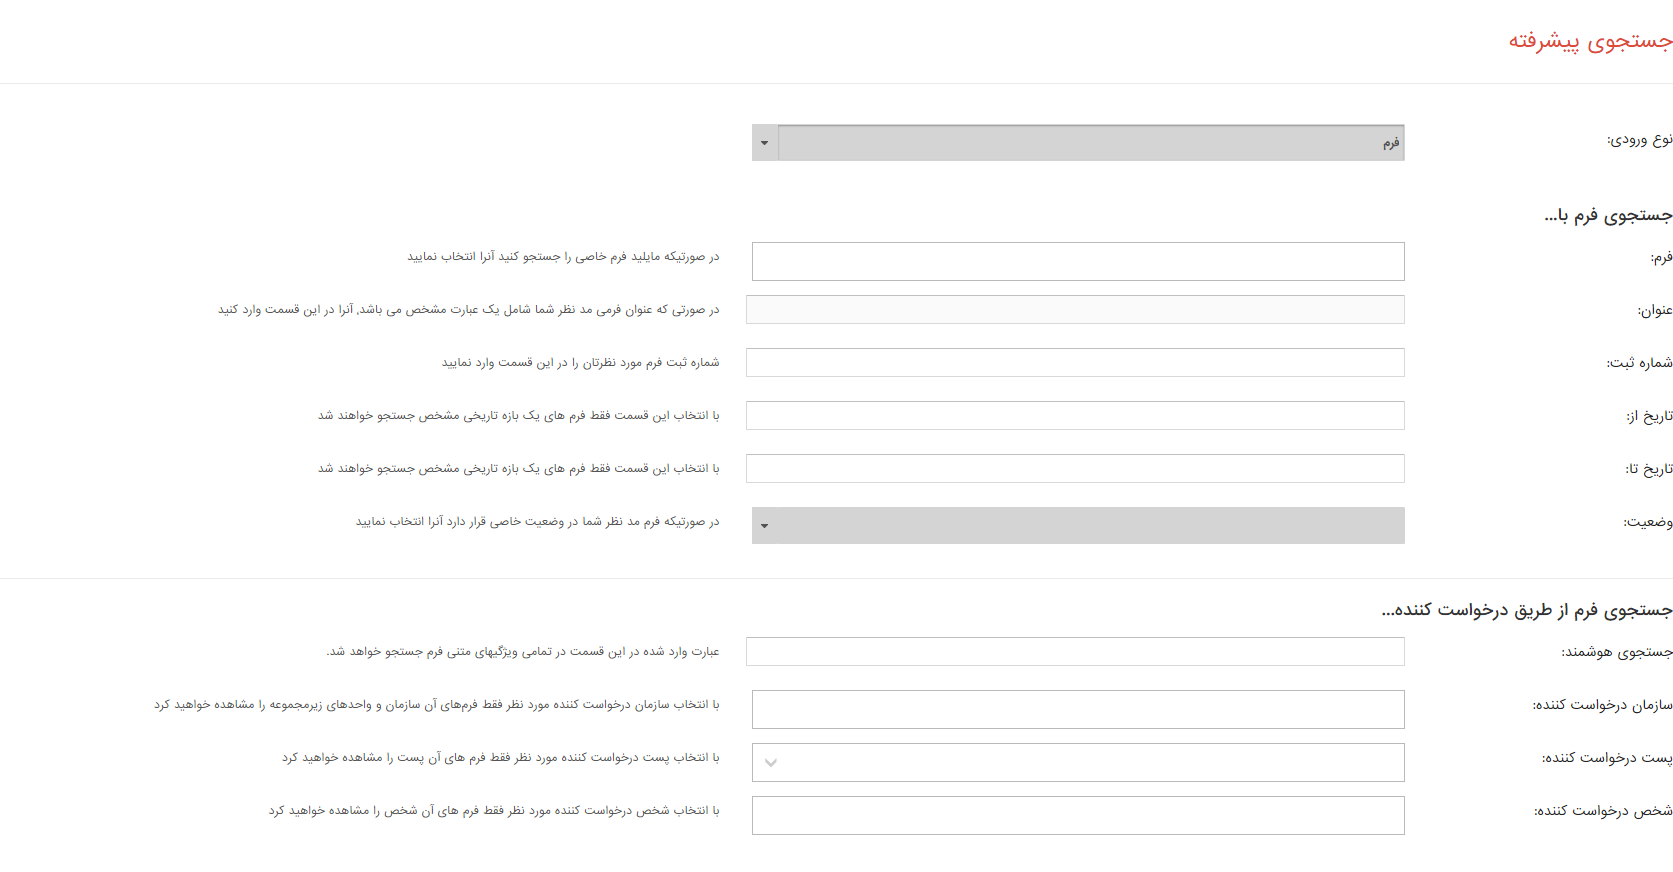 جستجوی پیشرفته
نوع ورودی:
فرم
جستجوی فرم با...
فرم:
در صورتیکه مایلید فرم خاصی را جستجو کنید آنرا انتخاب نمایید
عنوان:
در صورتی که عنوان فرمی مد نظر شما شامل یک عبارت مشخص می باشد, آنرا در این قسمت وارد کنید
شماره ثبت:
شماره ثبت فرم مورد نظرتان را در این قسمت وارد نمایید
تاریخ از:
با انتخاب این قسمت فقط فرم های یک بازه تاریخی مشخص جستجو خواهند شد
تاریخ تا:
با انتخاب این قسمت فقط فرم های یک بازه تاریخی مشخص جستجو خواهند شد
وضعیت:
در صورتیکه فرم مد نظر شما در وضعیت خاصی قرار دارد آنرا انتخاب نمایید
جستجوی فرم از طریق درخواست کننده...
جستجوی هوشمند:
عبارت وارد شده در این قسمت در تمامی ویژگیهای متنی فرم جستجو خواهد شد.
سازمان درخواست کننده:
با انتخاب سازمان درخواست کننده مورد نظر فقط فرم‌های آن سازمان و واحدهای زیرمجموعه را مشاهده خواهید کرد
پست درخواست کننده:
با انتخاب پست درخواست کننده مورد نظر فقط فرم های آن پست را مشاهده خواهید کرد
شخص درخواست کننده:
با انتخاب شخص درخواست کننده مورد نظر فقط فرم های آن شخص را مشاهده خواهید کرد